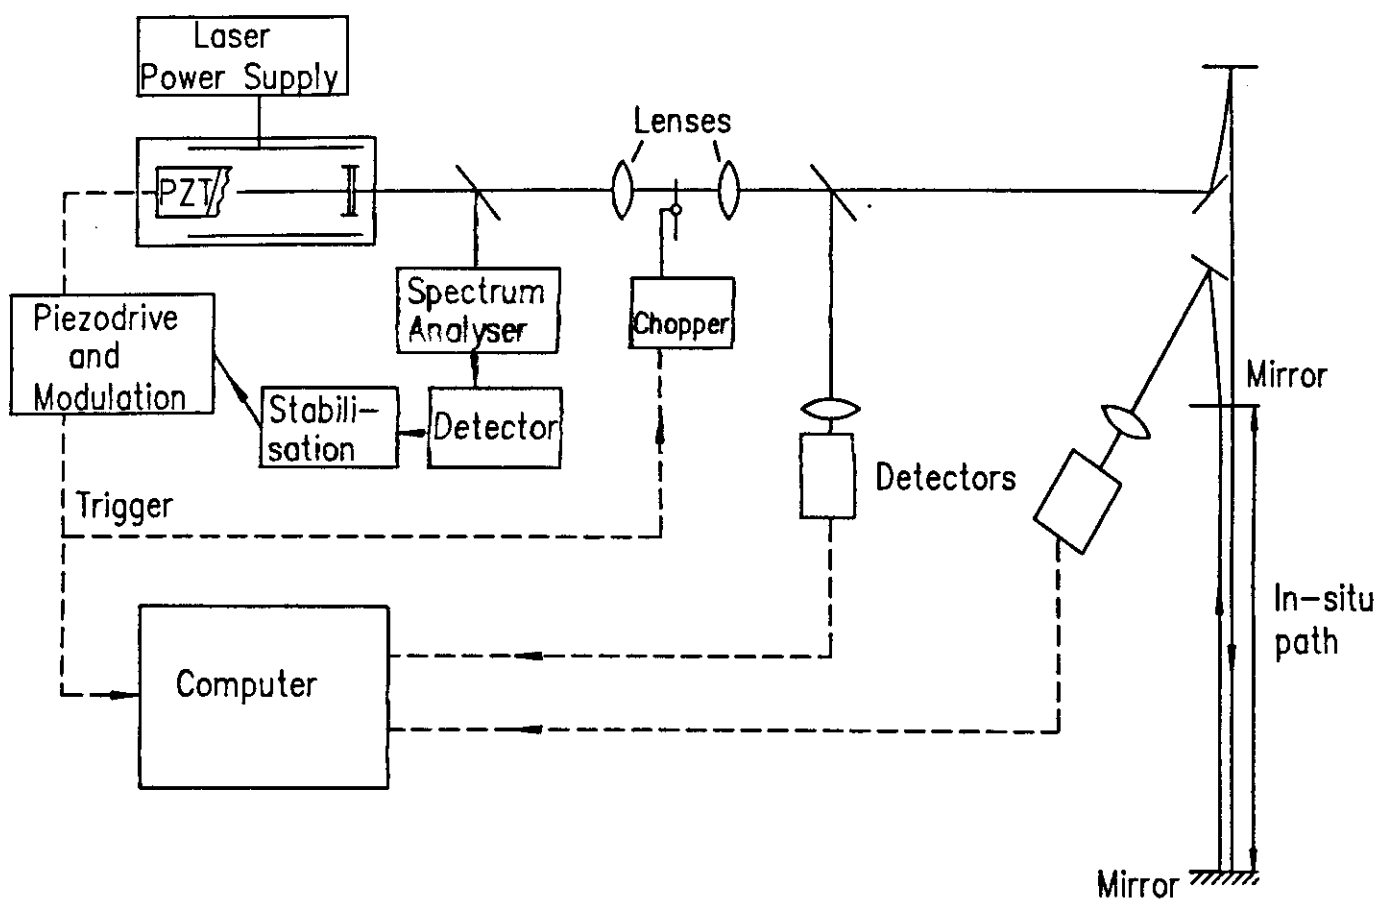 Laser
Power Supply
Lenses
PZT
Spectrum
Analyser
Chopper
Piezodrive
and
Modulation
Mirror
Stabili-
sation
Detector
Detectors
Trigger
In-situ
path
Computer
Mirror